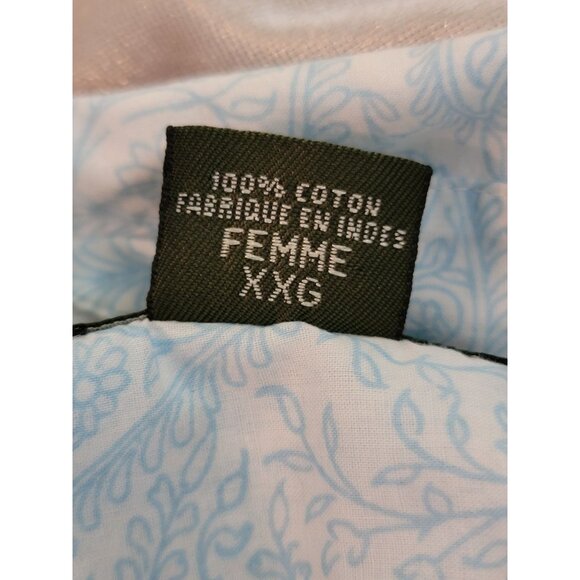 100% COTON
FABRIQUE EN INDES
FEMME
XXG